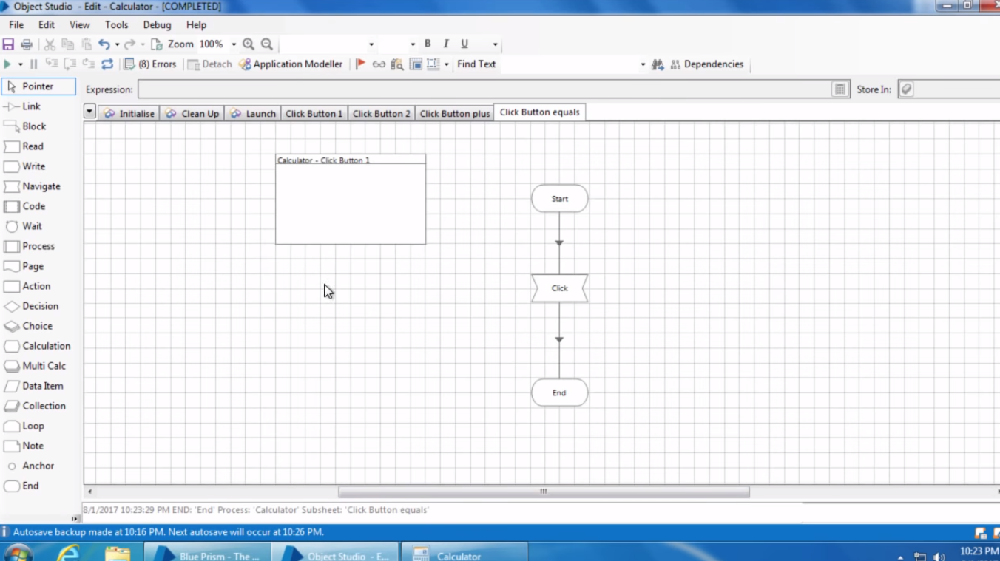 Object Studio - Edit - Calculator - [COMPLETED]
File Edit View Tools Debug Help
Zoom 100% B I U
(8) Errors Detach Application Modeller Find Text Dependencies
Pointer
Expression: Store In:
Link
Initialise Clean Up Launch Click Button 1 Click Button 2 Click Button plus Click Button equals
Block
Read
Write
Navigate
Code
Wait
Process
Page
Action
Decision
Choice
Calculation
Multi Calc
Data Item
Collection
Loop
Note
Anchor
End
Calculator - Click Button 1
Start
Click
End
8/1/2017 10:23:29 PM END: 'End' Process: 'Calculator' Subsheet: 'Click Button equals'
Autosave backup made at 10:16 PM. Next autosave will occur at 10:26 PM.
Blue Prism - The ... Object Studio - E... Calculator
10:23 PM